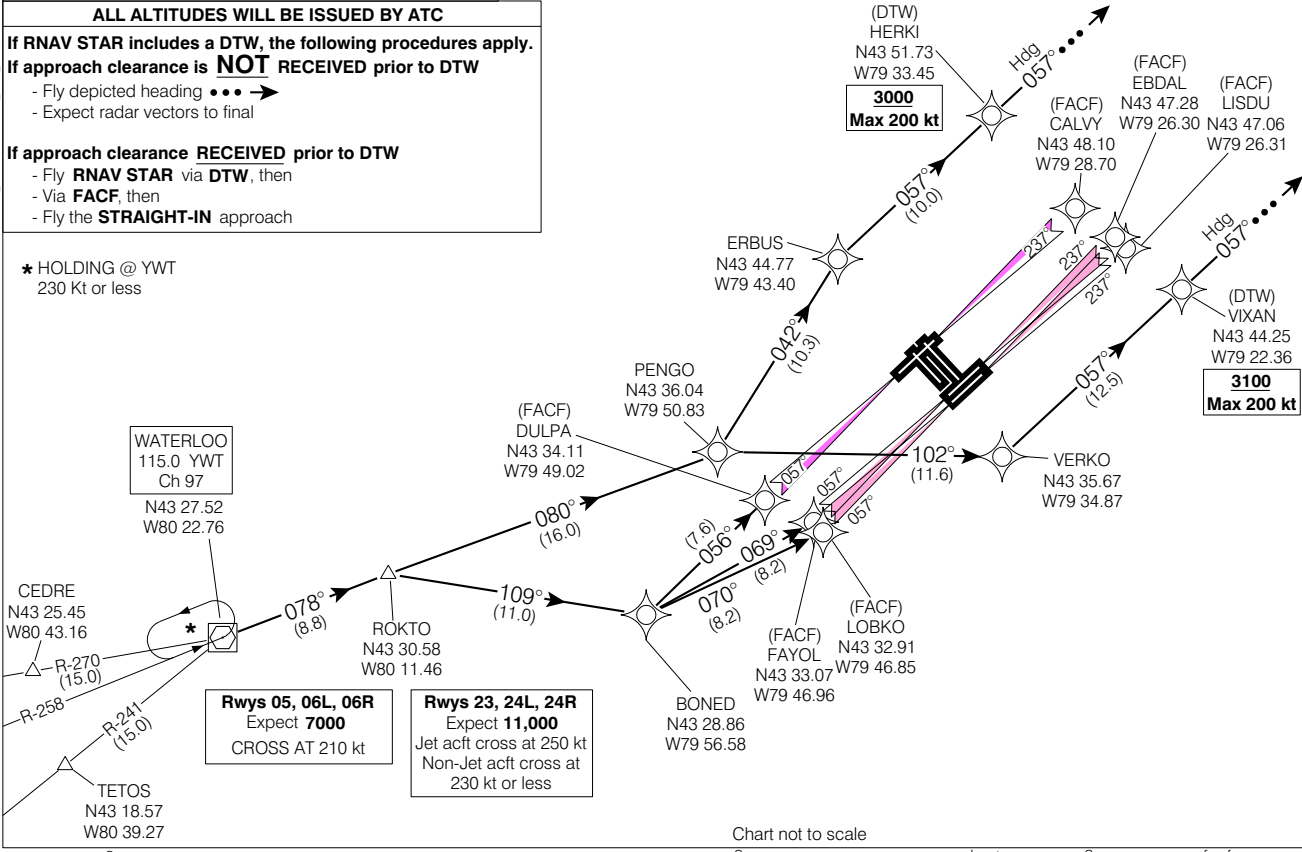 ALL ALTITUDES WILL BE ISSUED BY ATC
If RNAV STAR includes a DTW, the following procedures apply.
If approach clearance is NOT RECEIVED prior to DTW
- Fly depicted heading
- Expect radar vectors to final
If approach clearance RECEIVED prior to DTW
- Fly RNAV STAR via DTW, then
- Via FACF, then
- Fly the STRAIGHT-IN approach
* HOLDING @ YWT
230 Kt or less
(DTW)
HERKI
N43 51.73
W79 33.45
3000
Max 200 kt
Hdg
057°
(FACF)
CALVY
N43 48.10
W79 28.70
(FACF)
EBDAL
N43 47.28
W79 26.30
(FACF)
LISDU
N43 47.06
W79 26.31
057°
(10.0)
237°
237°
237°
Hdg
057°
(DTW)
VIXAN
N43 44.25
W79 22.36
3100
Max 200 kt
ERBUS
N43 44.77
W79 43.40
042°
(10.3)
057°
(12.5)
PENGO
N43 36.04
W79 50.83
(FACF)
DULPA
N43 34.11
W79 49.02
102°
(11.6)
VERKO
N43 35.67
W79 34.87
057°
057°
057°
WATERLOO
115.0 YWT
Ch 97
N43 27.52
W80 22.76
080°
(16.0)
(7.6)
056°
069°
(8.2)
070°
(8.2)
CEDRE
N43 25.45
W80 43.16
*
078°
(8.8)
109°
(11.0)
ROKTO
N43 30.58
W80 11.46
R-270
(15.0)
R-258
R-241
(15.0)
(FACF)
LOBKO
N43 32.91
W79 46.85
(FACF)
FAYOL
N43 33.07
W79 46.96
BONED
N43 28.86
W79 56.58
Rwys 05, 06L, 06R
Expect 7000
CROSS AT 210 kt
Rwys 23, 24L, 24R
Expect 11,000
Jet acft cross at 250 kt
Non-Jet acft cross at
230 kt or less
TETOS
N43 18.57
W80 39.27
Chart not to scale